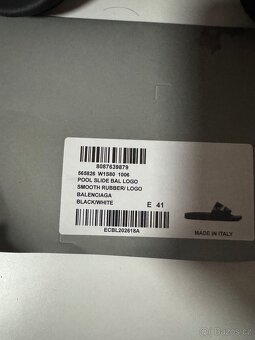 8087639879
565826 W1S80 1006
POOL SLIDE BAL LOGO
SMOOTH RUBBER/ LOGO
BALENCIAGA
BLACK/WHITE
E 41
ECBL202618A
MADE IN ITALY